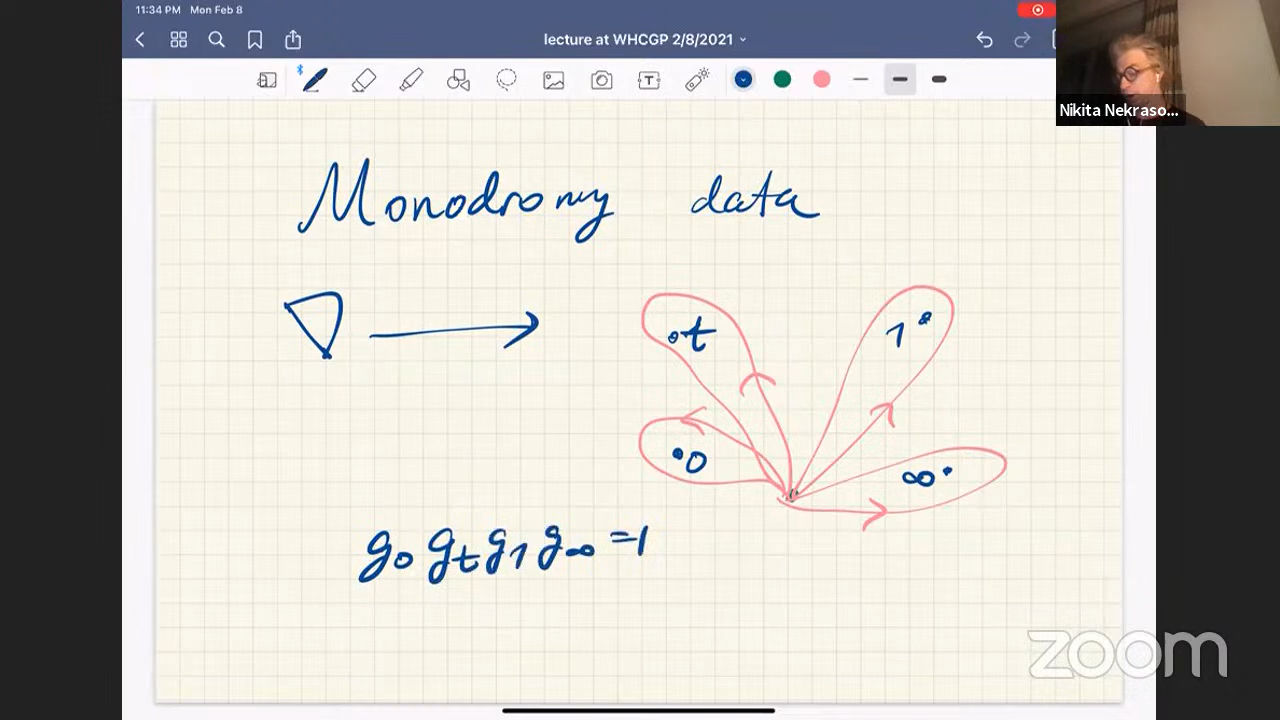 11:34 PM Mon Feb 8
lecture at WHCGP 2/8/2021
T
Nikita Nekraso...
Monodromy data
∇
t
1
0
∞
g₀ gₜ g₁ g∞ = 1
zoom